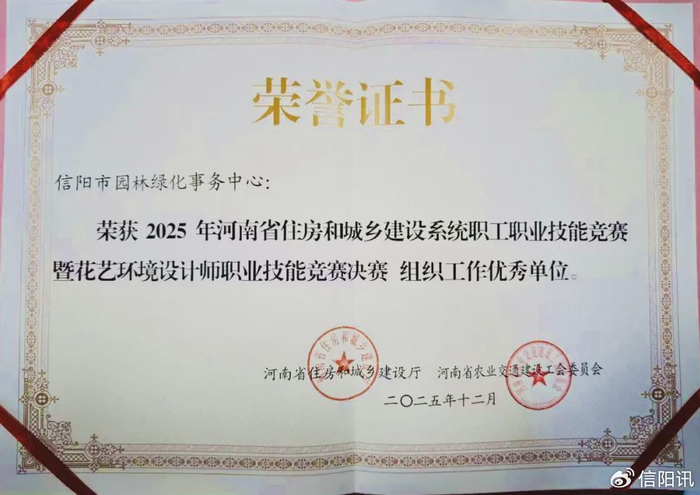 荣誉证书
信阳市园林绿化事务中心：
荣获 2025 年河南省住房和城乡建设系统职工职业技能竞赛
暨花艺环境设计师职业技能竞赛决赛 组织工作优秀单位。
河南省住房和城乡建设厅 河南省农业交通建设工会委员会
二〇二五年十二月
信阳讯